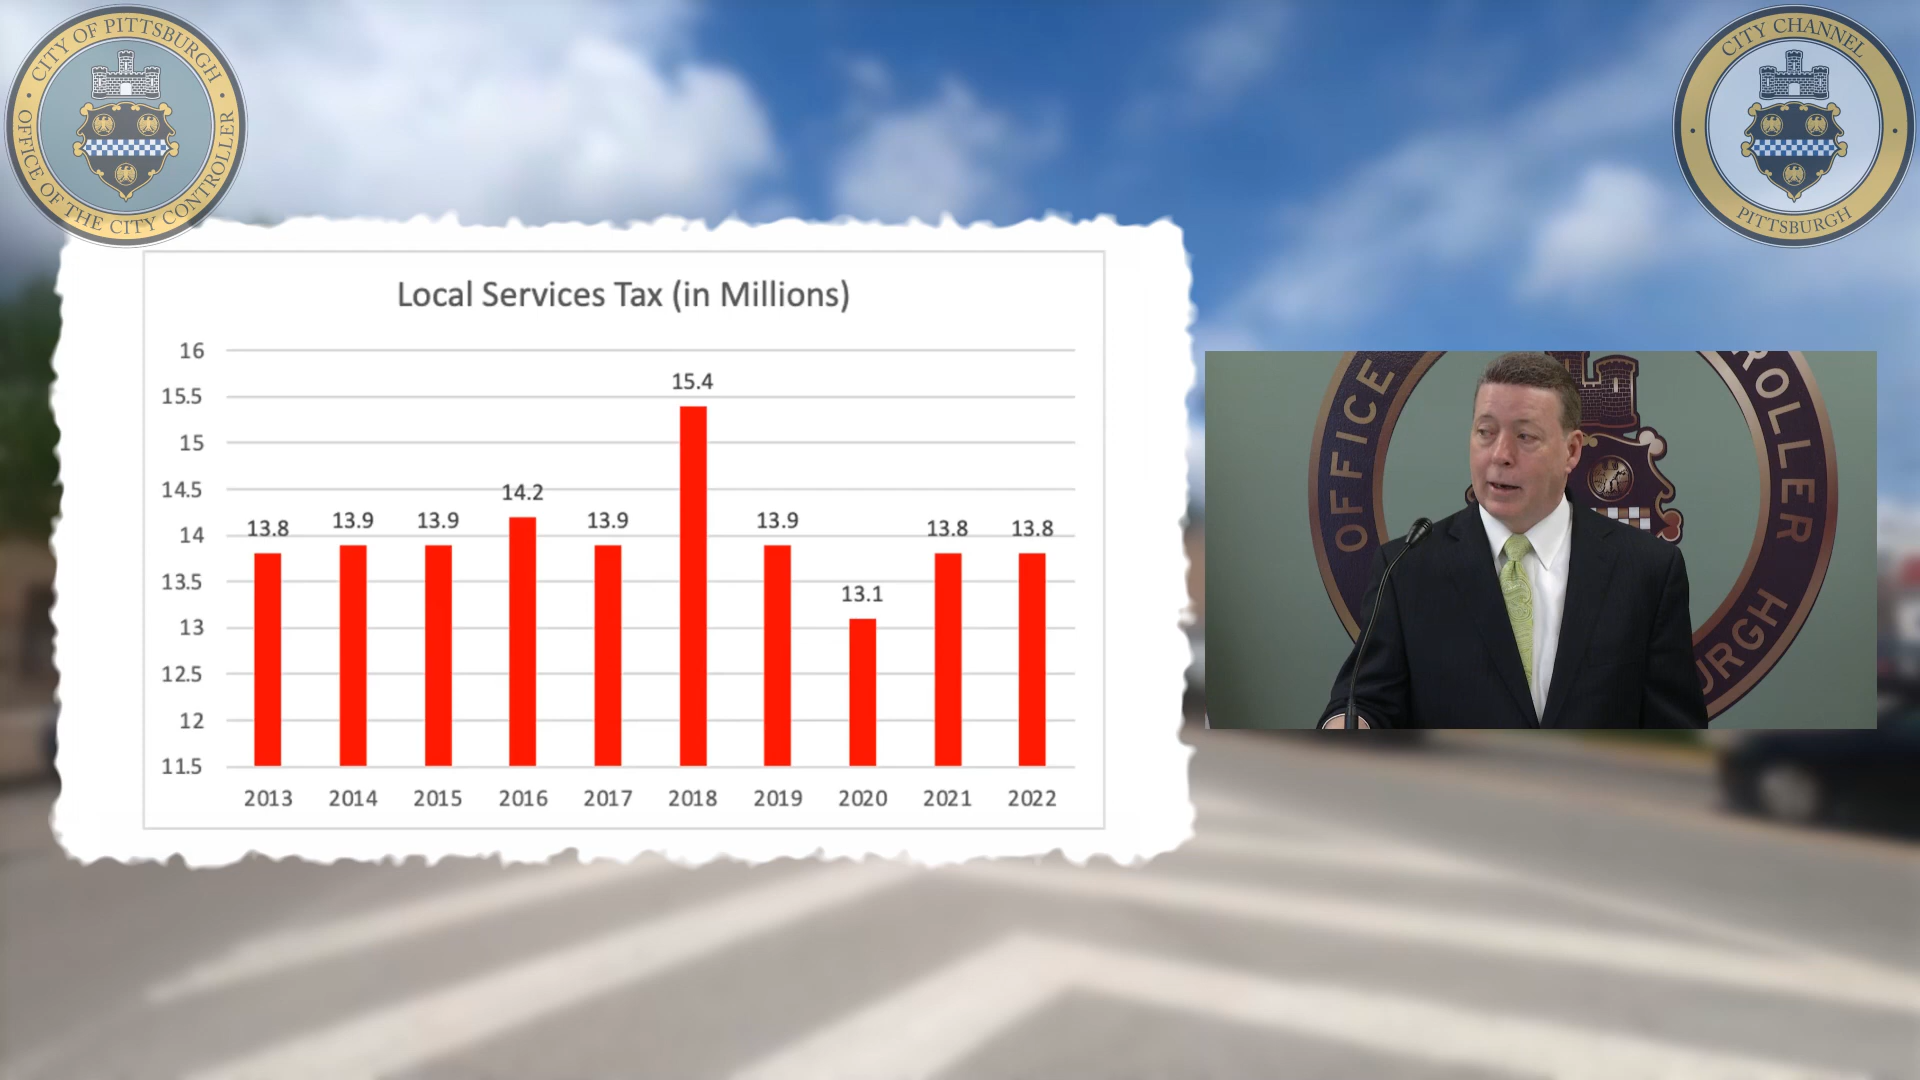 CITY OF PITTSBURGH
OFFICE OF THE CITY CONTROLLER
CITY CHANNEL
PITTSBURGH
Local Services Tax (in Millions)
16
15.5
15
14.5
14
13.5
13
12.5
12
11.5
13.8
13.9
13.9
14.2
13.9
15.4
13.9
13.1
13.8
13.8
2013 2014 2015 2016 2017 2018 2019 2020 2021 2022
OFFICE
ROLLER
URGH